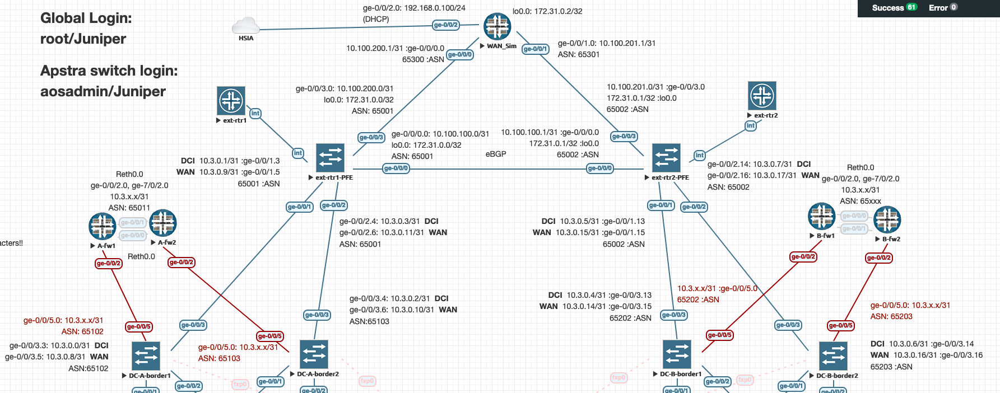 Success 61 Error 0
Global Login:
root/Juniper
Apstra switch login:
aosadmin/Juniper
ge-0/0/2.0: 192.168.0.100/24
(DHCP)
lo0.0: 172.31.0.2/32
HSIA
ge-0/0/2
WAN_Sim
10.100.200.1/31 :ge-0/0/0.0
65300 :ASN
ge-0/0/0
ge-0/0/1
ge-0/0/1.0: 10.100.201.1/31
ASN: 65301
ge-0/0/3.0: 10.100.200.0/31
lo0.0: 172.31.0.0/32
ASN: 65001
10.100.201.0/31 :ge-0/0/3.0
172.31.0.1/32 :lo0.0
65002 :ASN
ext-rtr1
int
int
ext-rtr2
int
int
ge-0/0/3
ge-0/0/0.0: 10.100.100.0/31
lo0.0: 172.31.0.0/32
ASN: 65001
eBGP
10.100.100.1/31 :ge-0/0/0.0
172.31.0.1/32 :lo0.0
65002 :ASN
ge-0/0/3
ge-0/0/0
ge-0/0/0
DCI 10.3.0.1/31 :ge-0/0/1.3
WAN 10.3.0.9/31 :ge-0/0/1.5
65001 :ASN
ext-rtr1-PFE
ext-rtr2-PFE
ge-0/0/2.14: 10.3.0.7/31 DCI
ge-0/0/2.16: 10.3.0.17/31 WAN
ASN: 65002
Reth0.0
ge-0/0/2.0, ge-7/0/2.0
10.3.x.x/31
ASN: 65011
Reth0.0
ge-0/0/2.0, ge-7/0/2.0
10.3.x.x/31
ASN: 65xxx
ge-0/0/1
ge-0/0/2
ge-0/0/1
ge-0/0/2
ge-0/0/1
ge-0/0/0
A-fw1
A-fw2
Reth0.0
acters!!
ge-0/0/2.4: 10.3.0.3/31 DCI
ge-0/0/2.6: 10.3.0.11/31 WAN
ASN: 65001
DCI 10.3.0.5/31 :ge-0/0/1.13
WAN 10.3.0.15/31 :ge-0/0/1.15
65002 :ASN
ge-0/0/0
ge-0/0/1
B-fw1
B-fw2
ge-0/0/2
ge-0/0/2
ge-0/0/2
ge-0/0/2
ge-0/0/3.4: 10.3.0.2/31 DCI
ge-0/0/3.6: 10.3.0.10/31 WAN
ASN:65103
DCI 10.3.0.4/31 :ge-0/0/3.13
WAN 10.3.0.14/31 :ge-0/0/3.15
65202 :ASN
10.3.x.x/31 :ge-0/0/5.0
65202 :ASN
ge-0/0/5.0: 10.3.x.x/31
ASN: 65203
ge-0/0/5.0: 10.3.x.x/31
ASN: 65102
ge-0/0/5
ge-0/0/3
ge-0/0/5
ge-0/0/3
ge-0/0/3
ge-0/0/5
ge-0/0/3
ge-0/0/5
ge-0/0/3.3: 10.3.0.0/31 DCI
ge-0/0/3.5: 10.3.0.8/31 WAN
ASN:65102
ge-0/0/5.0: 10.3.x.x/31
ASN: 65103
DCI 10.3.0.6/31 :ge-0/0/3.14
WAN 10.3.0.16/31 :ge-0/0/3.16
65203 :ASN
DC-A-border1
DC-A-border2
DC-B-border1
DC-B-border2
ge-0/0/1
ge-0/0/2
fxp0
ge-0/0/1
ge-0/0/2
fxp0
fxp0
ge-0/0/1
ge-0/0/2
fxp0
ge-0/0/1
ge-0/0/2